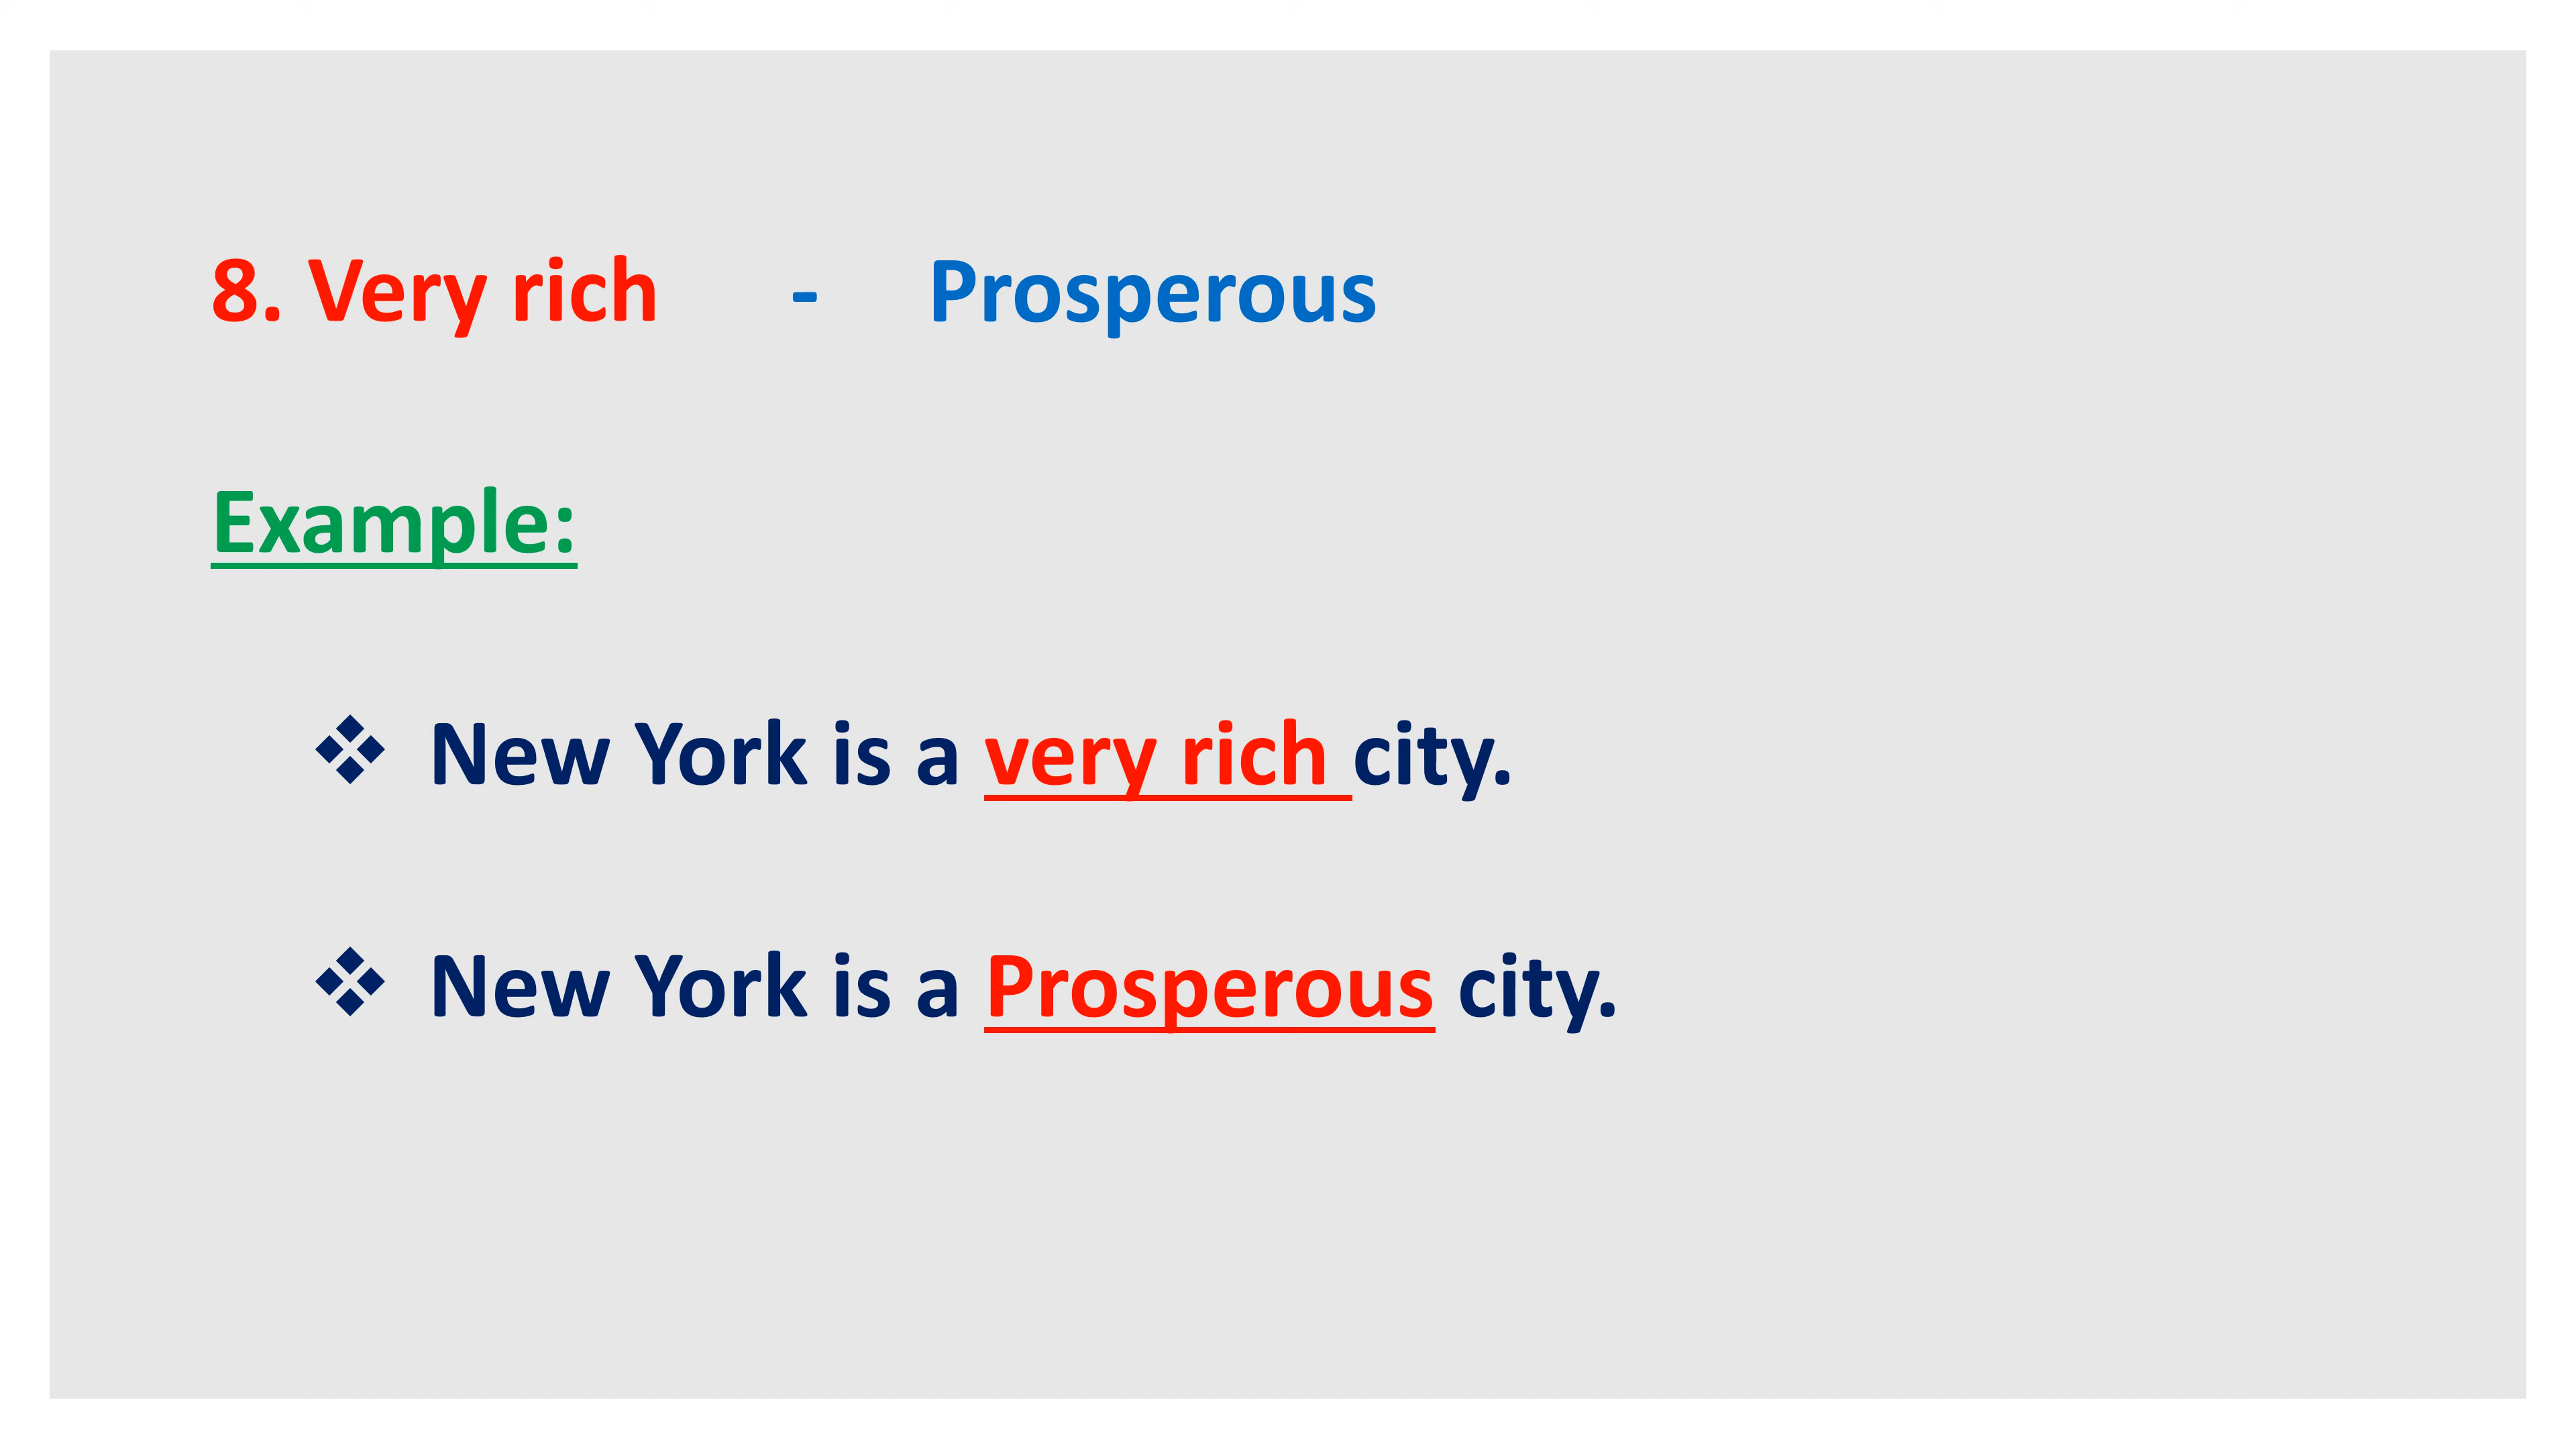 8. Very rich - Prosperous
Example:
❖ New York is a very rich city.
❖ New York is a Prosperous city.